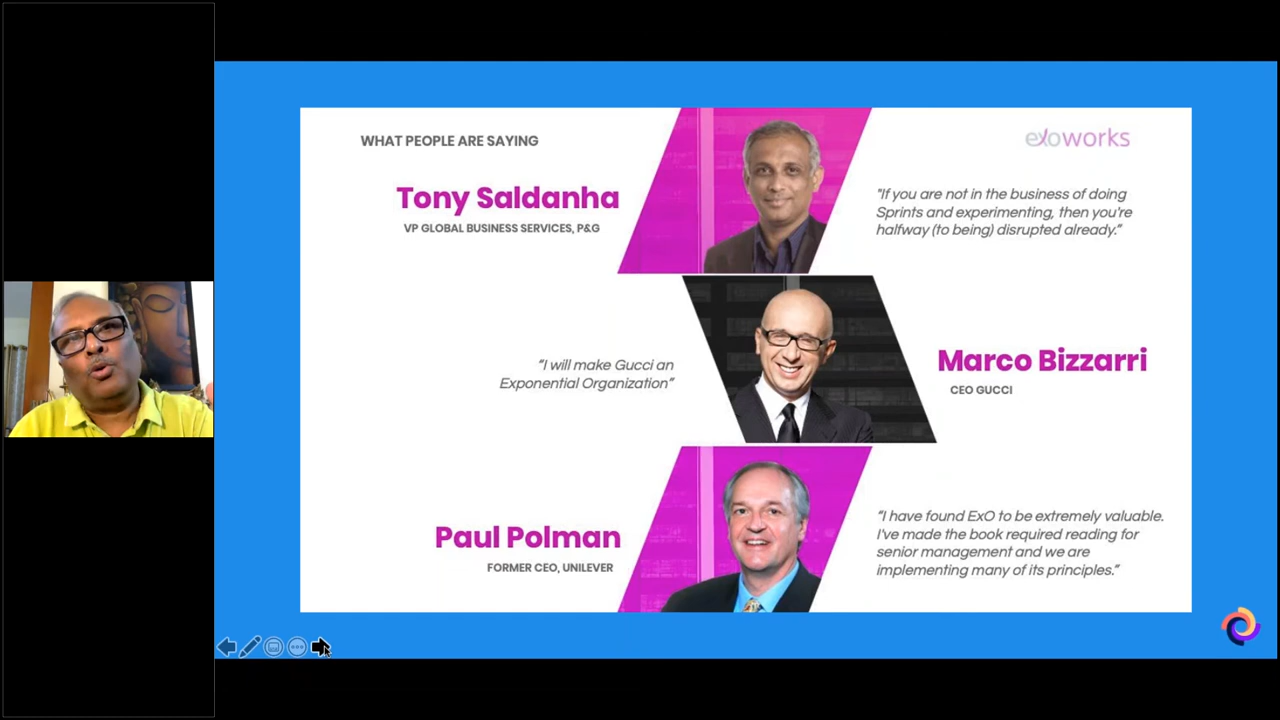 WHAT PEOPLE ARE SAYING
exoworks
Tony Saldanha
VP GLOBAL BUSINESS SERVICES, P&G
"If you are not in the business of doing
Sprints and experimenting, then you're
halfway (to being) disrupted already.”
“I will make Gucci an
Exponential Organization”
Marco Bizzarri
CEO GUCCI
Paul Polman
FORMER CEO, UNILEVER
“I have found ExO to be extremely valuable.
I've made the book required reading for
senior management and we are
implementing many of its principles.”